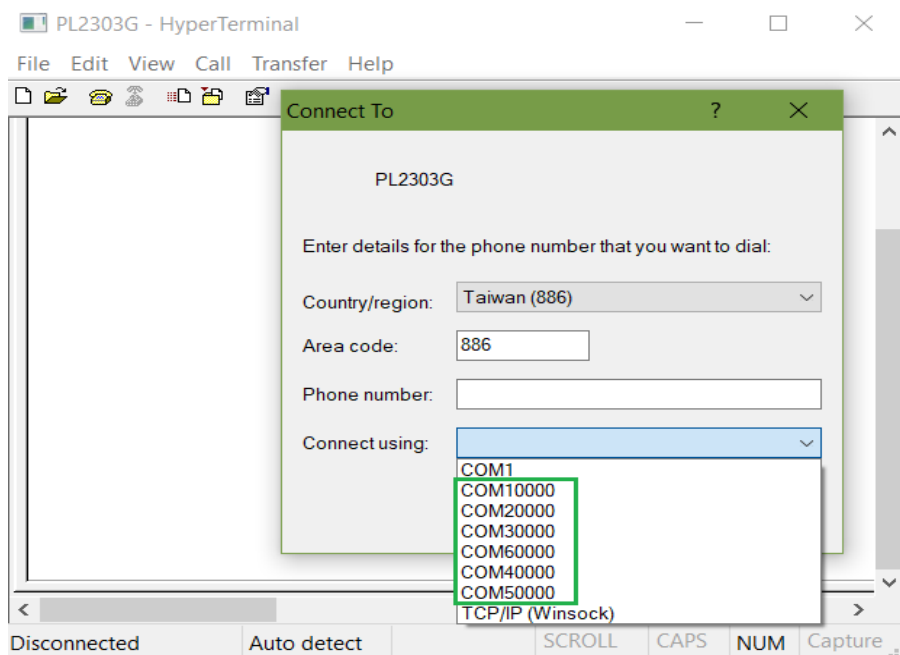 PL2303G - HyperTerminal
File Edit View Call Transfer Help
Connect To ?
PL2303G
Enter details for the phone number that you want to dial:
Country/region: Taiwan (886)
Area code: 886
Phone number:
Connect using:
COM1
COM10000
COM20000
COM30000
COM60000
COM40000
COM50000
TCP/IP (Winsock)
Disconnected Auto detect SCROLL CAPS NUM Capture